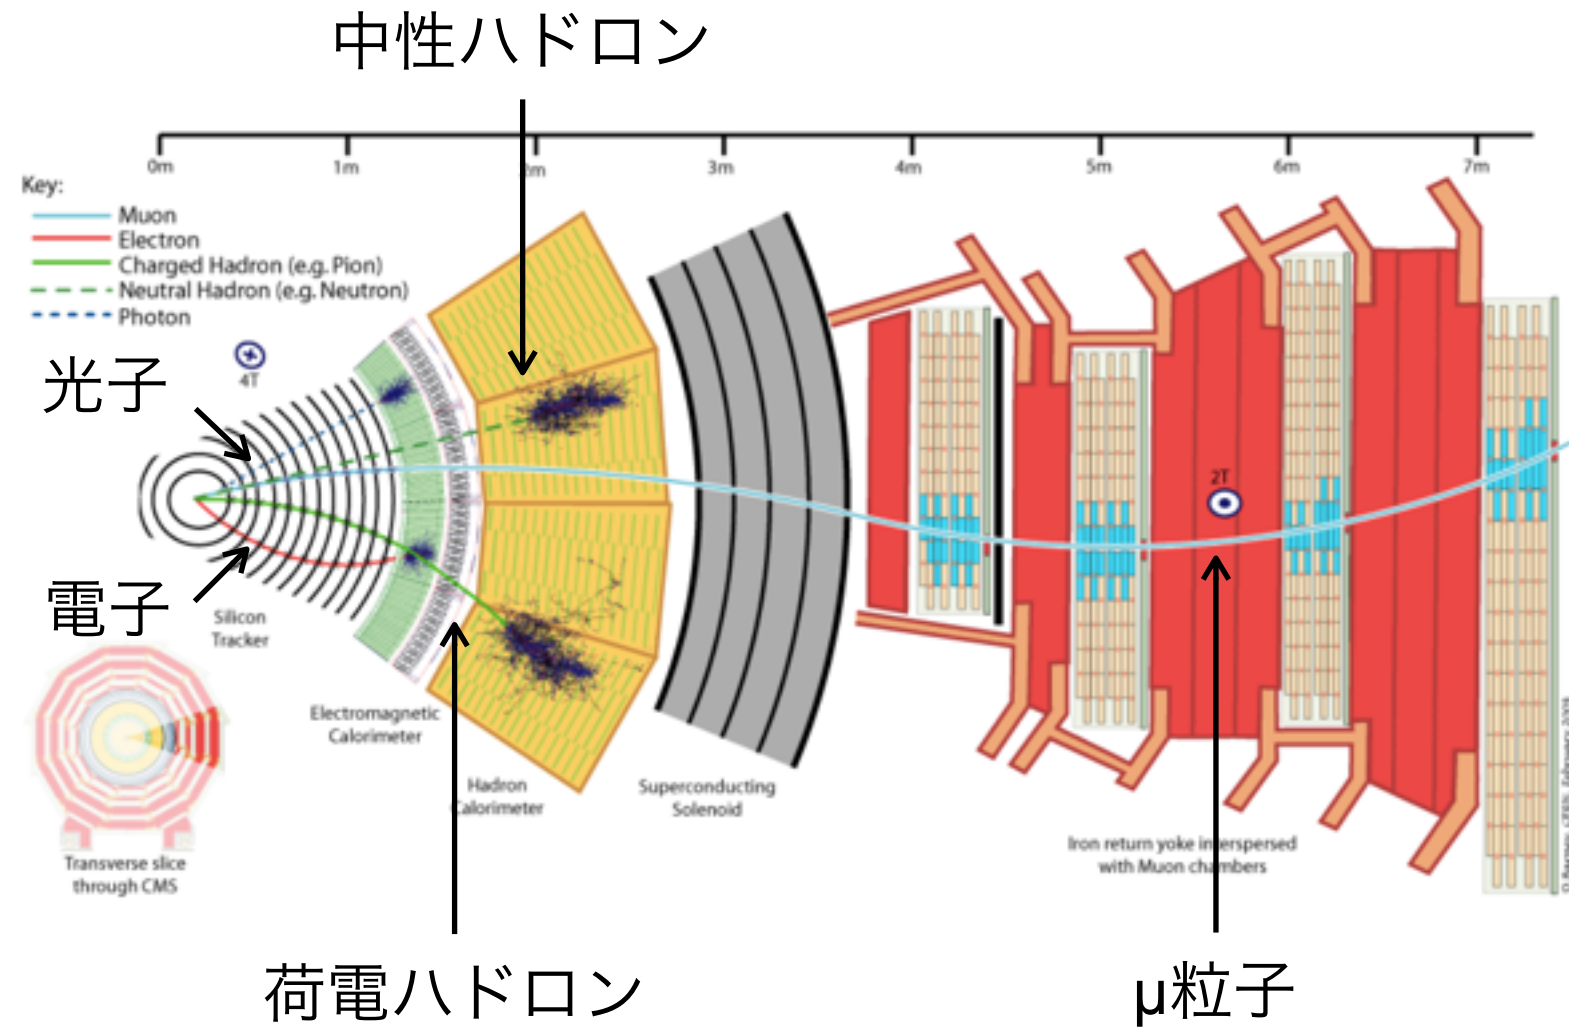 中性ハドロン
0m 1m 2m 3m 4m 5m 6m 7m
Key:
Muon
Electron
Charged Hadron (e.g. Pion)
Neutral Hadron (e.g. Neutron)
Photon
光子
4T
電子
2T
Silicon
Tracker
Electromagnetic
Calorimeter
Hadron
Calorimeter
Superconducting
Solenoid
Iron return yoke interspersed
with Muon chambers
Transverse slice
through CMS
荷電ハドロン
μ粒子